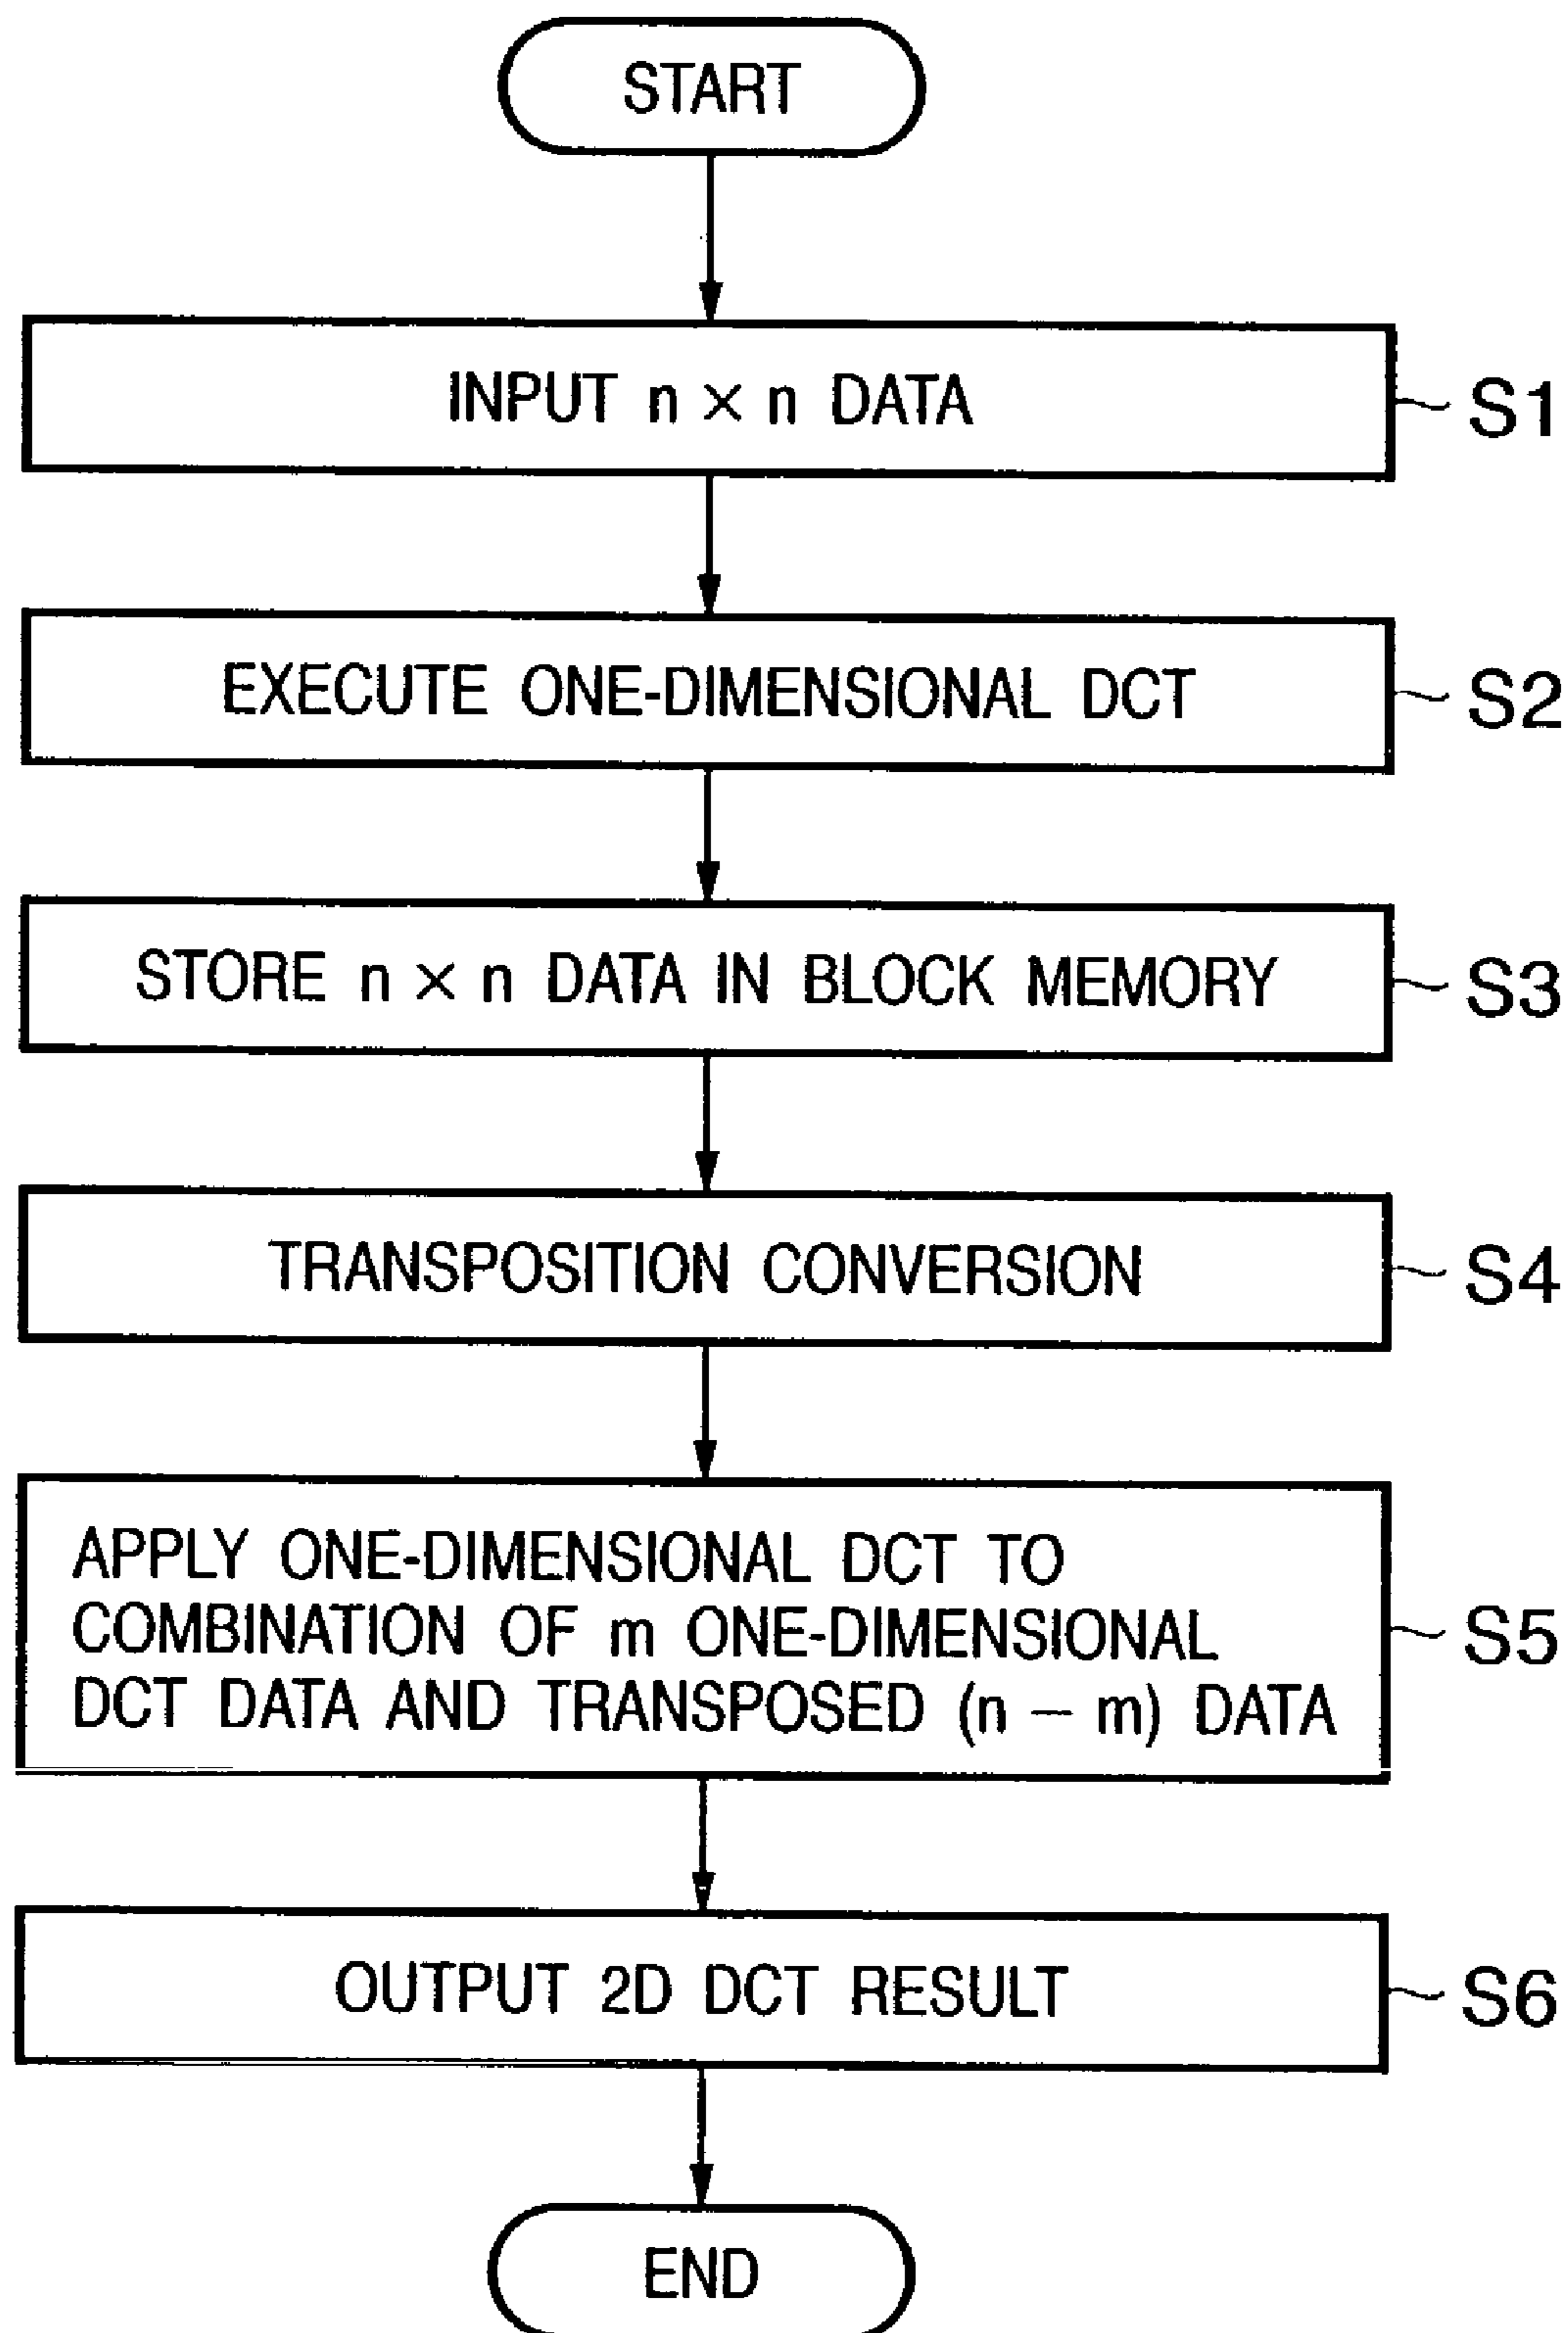 START
INPUT n × n DATA
S1
EXECUTE ONE-DIMENSIONAL DCT
S2
STORE n × n DATA IN BLOCK MEMORY
S3
TRANSPOSITION CONVERSION
S4
APPLY ONE-DIMENSIONAL DCT TO
COMBINATION OF m ONE-DIMENSIONAL
DCT DATA AND TRANSPOSED (n − m) DATA
S5
OUTPUT 2D DCT RESULT
S6
END